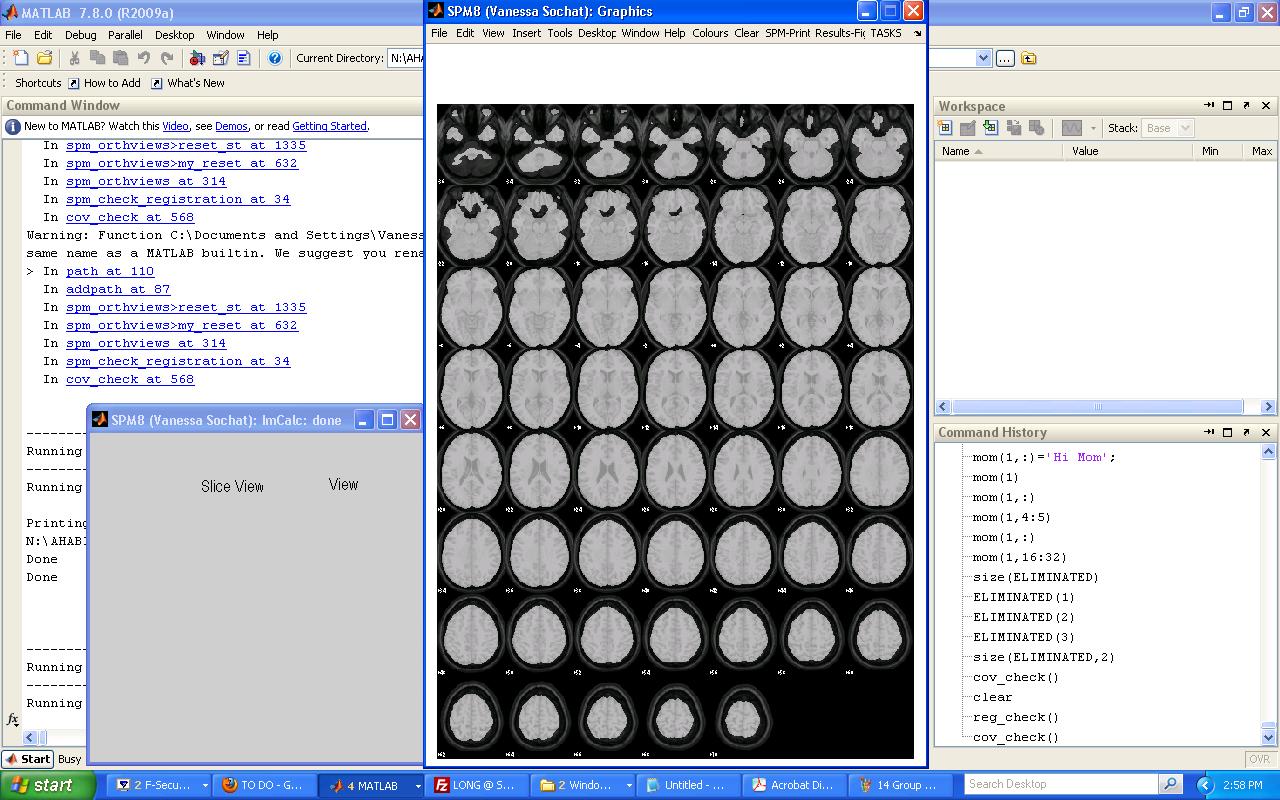 MATLAB 7.8.0 (R2009a)
File Edit Debug Parallel Desktop Window Help
Current Directory: N:\AHA
Shortcuts How to Add What's New
Command Window
New to MATLAB? Watch this Video, see Demos, or read Getting Started.
In spm_orthviews>reset_st at 1335
In spm_orthviews>my_reset at 632
In spm_orthviews at 314
In spm_check_registration at 34
In cov_check at 568
Warning: Function C:\Documents and Settings\Vaness
same name as a MATLAB builtin. We suggest you rena
> In path at 110
In addpath at 87
In spm_orthviews>reset_st at 1335
In spm_orthviews>my_reset at 632
In spm_orthviews at 314
In spm_check_registration at 34
In cov_check at 568
Running
Running
Printing
N:\AHABI
Done
Done
Running
Running
Start Busy
SPM8 (Vanessa Sochat): ImCalc: done
Slice View View
SPM8 (Vanessa Sochat): Graphics
File Edit View Insert Tools Desktop Window Help Colours Clear SPM-Print Results-Fig TASKS
Workspace
Stack: Base
Name Value Min Max
Command History
mom(1,:)='Hi Mom';
mom(1)
mom(1,:)
mom(1,4:5)
mom(1,:)
mom(1,16:32)
size(ELIMINATED)
ELIMINATED(1)
ELIMINATED(2)
ELIMINATED(3)
size(ELIMINATED,2)
cov_check()
clear
reg_check()
cov_check()
OVR
start 2 F-Secu... TO DO - G... 4 MATLAB LONG @ S... 2 Windo... Untitled - ... Acrobat Di... 14 Group ... Search Desktop 2:58 PM